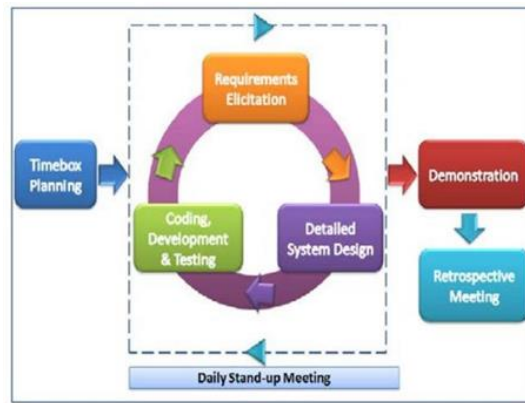 Requirements
Elicitation
Timebox
Planning
Demonstration
Coding,
Development
& Testing
Detailed
System Design
Retrospective
Meeting
Daily Stand-up Meeting